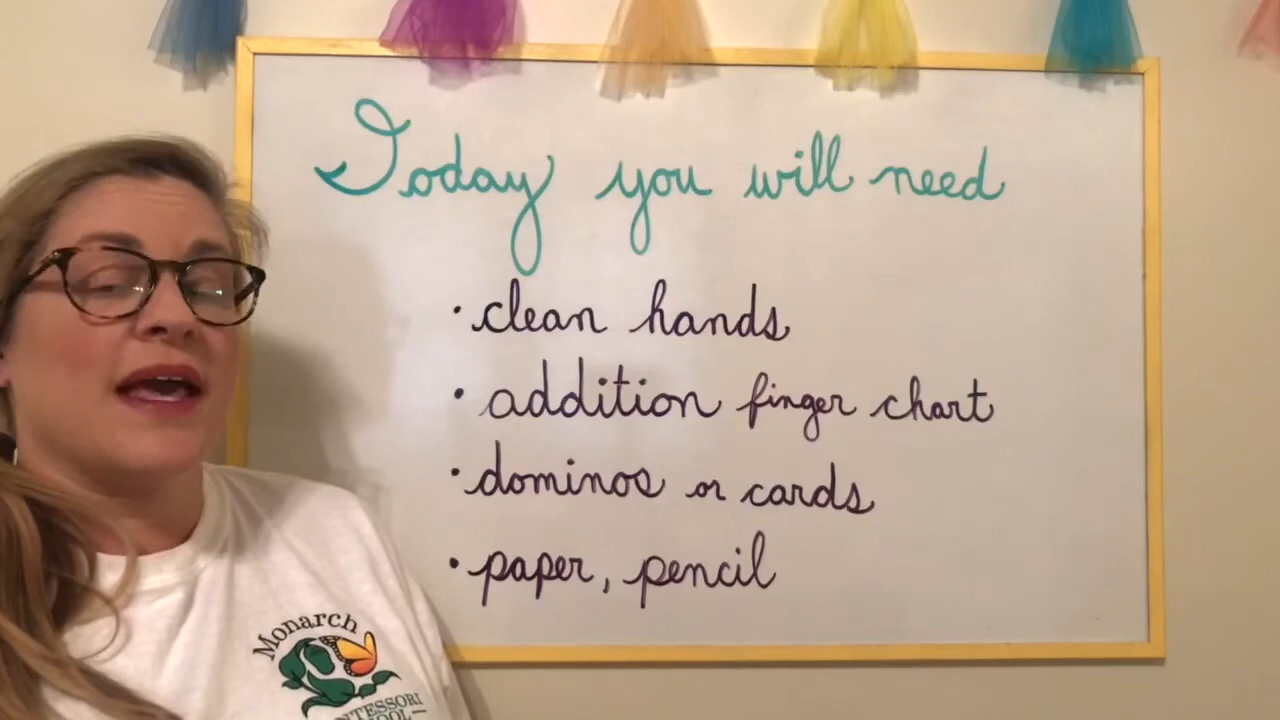 Today you will need
· clean hands
· addition finger chart
· dominos or cards
· paper, pencil
Monarch